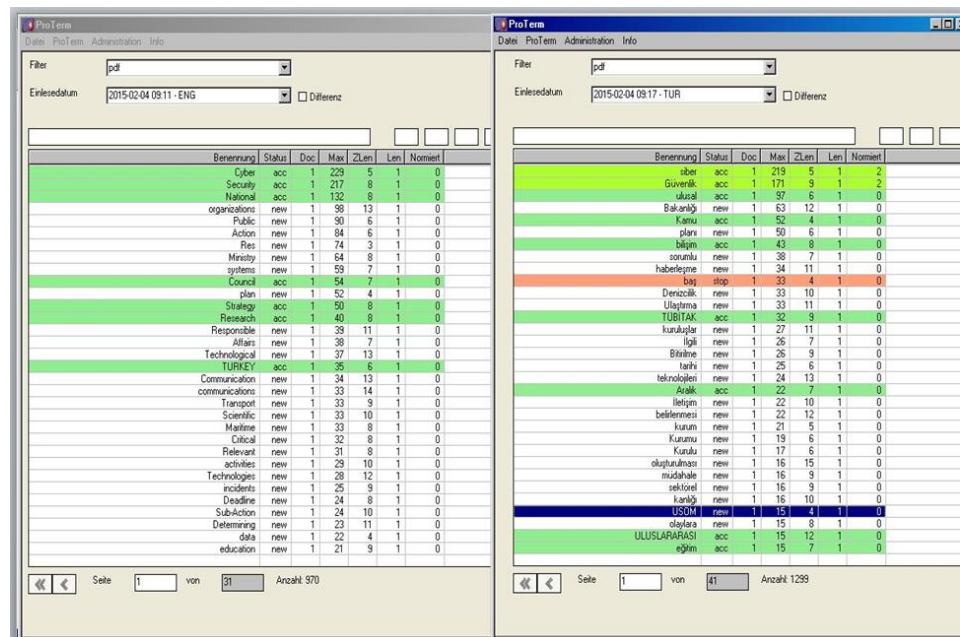 ProTerm
Datei ProTerm Administration Info
Filter pdf
Einlesedatum 2015-02-04 09:11 - ENG Differenz
Benennung Status Doc Max ZLen Len Normiert
Cyber acc 1 229 5 1 0
Security acc 1 217 8 1 0
National acc 1 132 8 1 0
organizations new 1 98 13 1 0
Public new 1 90 6 1 0
Action new 1 84 6 1 0
Res new 1 74 3 1 0
Ministry new 1 64 8 1 0
systems new 1 59 7 1 0
Council acc 1 54 7 1 0
plan new 1 52 4 1 0
Strategy acc 1 50 8 1 0
Research acc 1 40 8 1 0
Responsible new 1 39 11 1 0
Affairs new 1 38 7 1 0
Technological new 1 37 13 1 0
TURKEY acc 1 35 6 1 0
Communication new 1 34 13 1 0
communications new 1 33 14 1 0
Transport new 1 33 9 1 0
Scientific new 1 33 10 1 0
Maritime new 1 33 8 1 0
Critical new 1 32 8 1 0
Relevant new 1 31 8 1 0
activities new 1 29 10 1 0
Technologies new 1 28 12 1 0
incidents new 1 25 9 1 0
Deadline new 1 24 8 1 0
Sub-Action new 1 24 10 1 0
Determining new 1 23 11 1 0
data new 1 22 4 1 0
education new 1 21 9 1 0
Seite 1 von 31 Anzahl: 970
ProTerm
Datei ProTerm Administration Info
Filter pdf
Einlesedatum 2015-02-04 09:17 - TUR Differenz
Benennung Status Doc Max ZLen Len Normiert
siber acc 1 219 5 1 2
Güvenlik acc 1 171 9 1 2
ulusal acc 1 97 6 1 0
Bakanlığı new 1 63 12 1 0
Kamu acc 1 52 4 1 0
planı new 1 50 6 1 0
bilişim acc 1 43 8 1 0
sorumlu new 1 38 7 1 0
haberleşme new 1 34 11 1 0
baş stop 1 33 4 1 0
Denizcilik new 1 33 10 1 0
Ulaştırma new 1 33 11 1 0
TÜBİTAK acc 1 32 9 1 0
kuruluşlar new 1 27 11 1 0
İlgili new 1 26 7 1 0
Bitirilme new 1 26 9 1 0
tarihi new 1 25 6 1 0
teknolojileri new 1 24 13 1 0
Aralık acc 1 22 7 1 0
İletişim new 1 22 10 1 0
belirlenmesi new 1 22 12 1 0
kurum new 1 21 5 1 0
Kurumu new 1 19 6 1 0
Kurulu new 1 17 6 1 0
oluşturulması new 1 16 15 1 0
müdahale new 1 16 9 1 0
sektörel new 1 16 9 1 0
kanlığı new 1 16 10 1 0
USOM new 1 15 4 1 0
olaylara new 1 15 8 1 0
ULUSLARARASI acc 1 15 12 1 0
eğitim acc 1 15 7 1 0
Seite 1 von 41 Anzahl: 1299